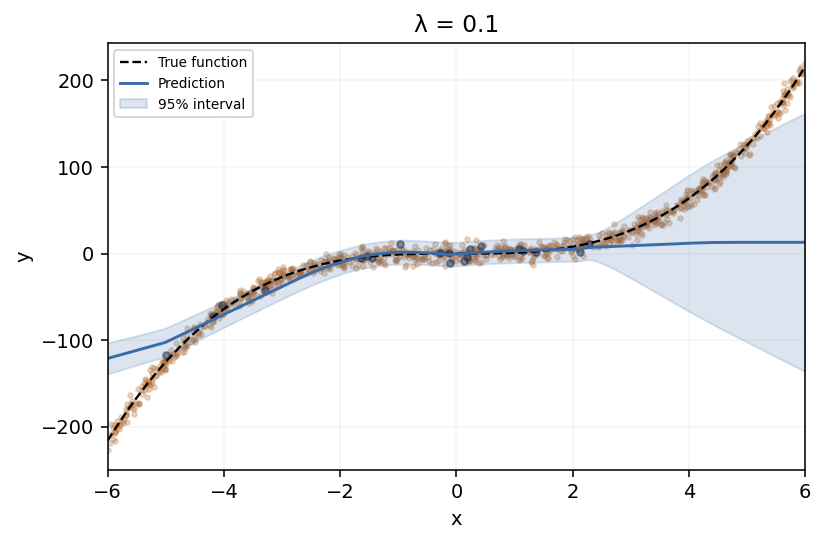 λ = 0.1
True function
Prediction
95% interval
y
200
100
0
−100
−200
−6
−4
−2
0
2
4
6
x